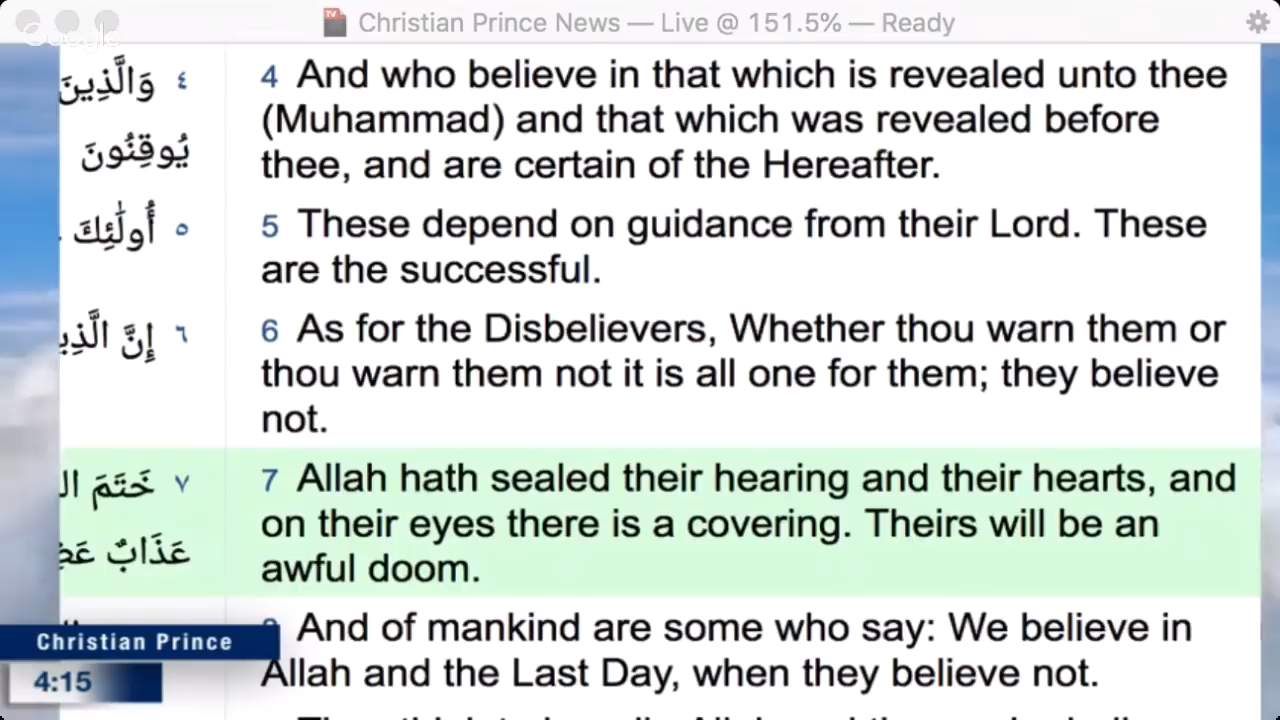 Google
Christian Prince News — Live @ 151.5% — Ready
٤ وَالَّذِينَ
يُوقِنُونَ
4 And who believe in that which is revealed unto thee
(Muhammad) and that which was revealed before
thee, and are certain of the Hereafter.
٥ أُولَٰئِكَ
5 These depend on guidance from their Lord. These
are the successful.
٦ إِنَّ
6 As for the Disbelievers, Whether thou warn them or
thou warn them not it is all one for them; they believe
not.
٧ خَتَمَ
عَذَابٌ
7 Allah hath sealed their hearing and their hearts, and
on their eyes there is a covering. Theirs will be an
awful doom.
And of mankind are some who say: We believe in
Allah and the Last Day, when they believe not.
Christian Prince
4:15